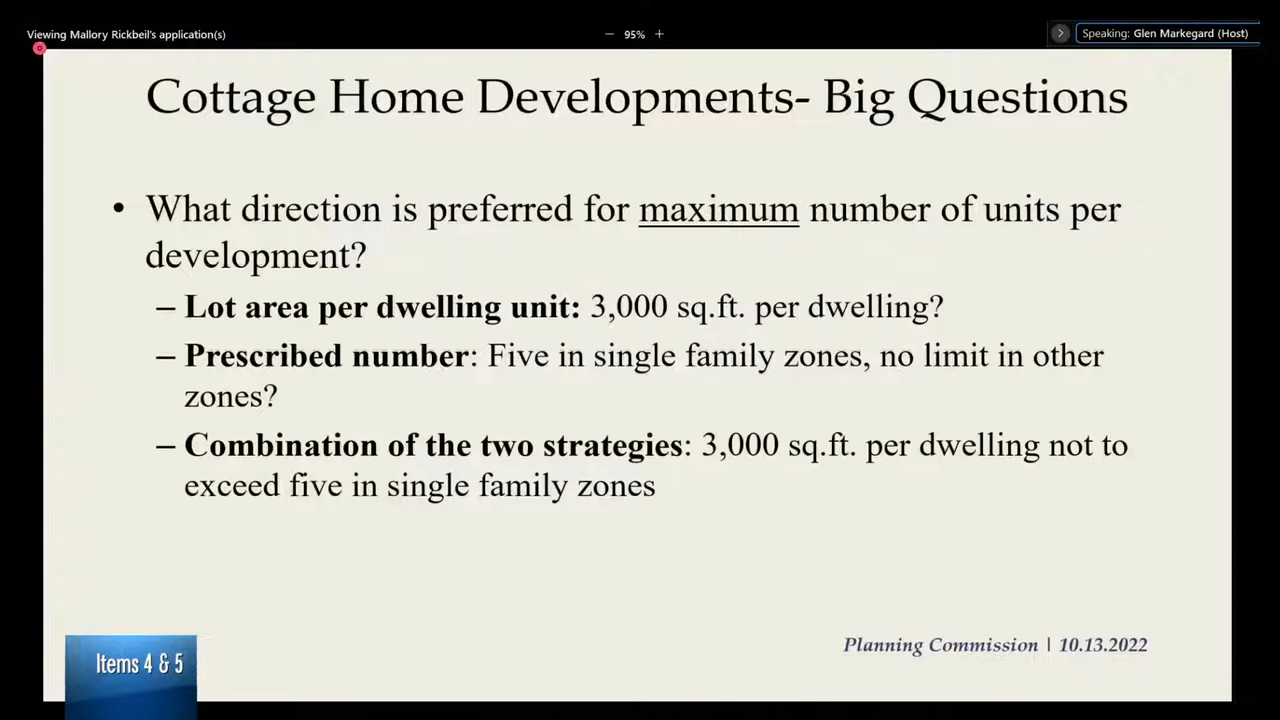 Viewing Mallory Rickbeil's application(s)
− 95% +
Speaking: Glen Markegard (Host)
Cottage Home Developments- Big Questions
• What direction is preferred for maximum number of units per
development?
– Lot area per dwelling unit: 3,000 sq.ft. per dwelling?
– Prescribed number: Five in single family zones, no limit in other
zones?
– Combination of the two strategies: 3,000 sq.ft. per dwelling not to
exceed five in single family zones
Planning Commission | 10.13.2022
Items 4 & 5